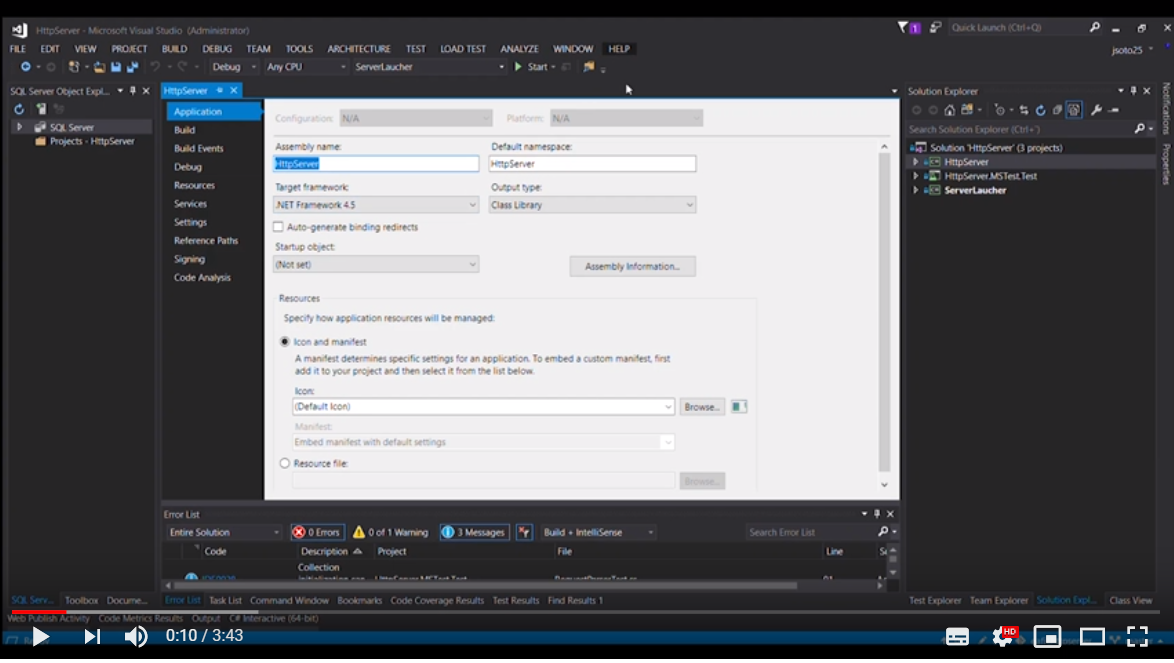 HttpServer - Microsoft Visual Studio (Administrator)
1
Quick Launch (Ctrl+Q)
FILE EDIT VIEW PROJECT BUILD DEBUG TEAM TOOLS ARCHITECTURE TEST LOAD TEST ANALYZE WINDOW HELP
jsoto25
Debug Any CPU ServerLaucher Start
SQL Server Object Expl...
HttpServer
Solution Explorer
Notifications
Properties
SQL Server
Projects - HttpServer
Application
Build
Build Events
Debug
Resources
Services
Settings
Reference Paths
Signing
Code Analysis
Configuration: N/A Platform: N/A
Assembly name: Default namespace:
HttpServer HttpServer
Target framework: Output type:
.NET Framework 4.5 Class Library
Auto-generate binding redirects
Startup object:
(Not set) Assembly Information...
Resources
Specify how application resources will be managed:
Icon and manifest
A manifest determines specific settings for an application. To embed a custom manifest, first
add it to your project and then select it from the list below.
Icon:
(Default Icon) Browse...
Manifest:
Embed manifest with default settings
Resource file:
Browse...
Search Solution Explorer (Ctrl+')
Solution 'HttpServer' (3 projects)
HttpServer
HttpServer.MSTest.Test
ServerLaucher
Error List
Entire Solution 0 Errors 0 of 1 Warning 3 Messages Build + IntelliSense Search Error List
Code Description Project File Line
Collection
SQL Serv... Toolbox Docume... Error List Task List Command Window Bookmarks Code Coverage Results Test Results Find Results 1 Test Explorer Team Explorer Solution Expl... Class View
Web Publish Activity Code Metrics Results Output C# Interactive (64-bit)
0:10 / 3:43
HD